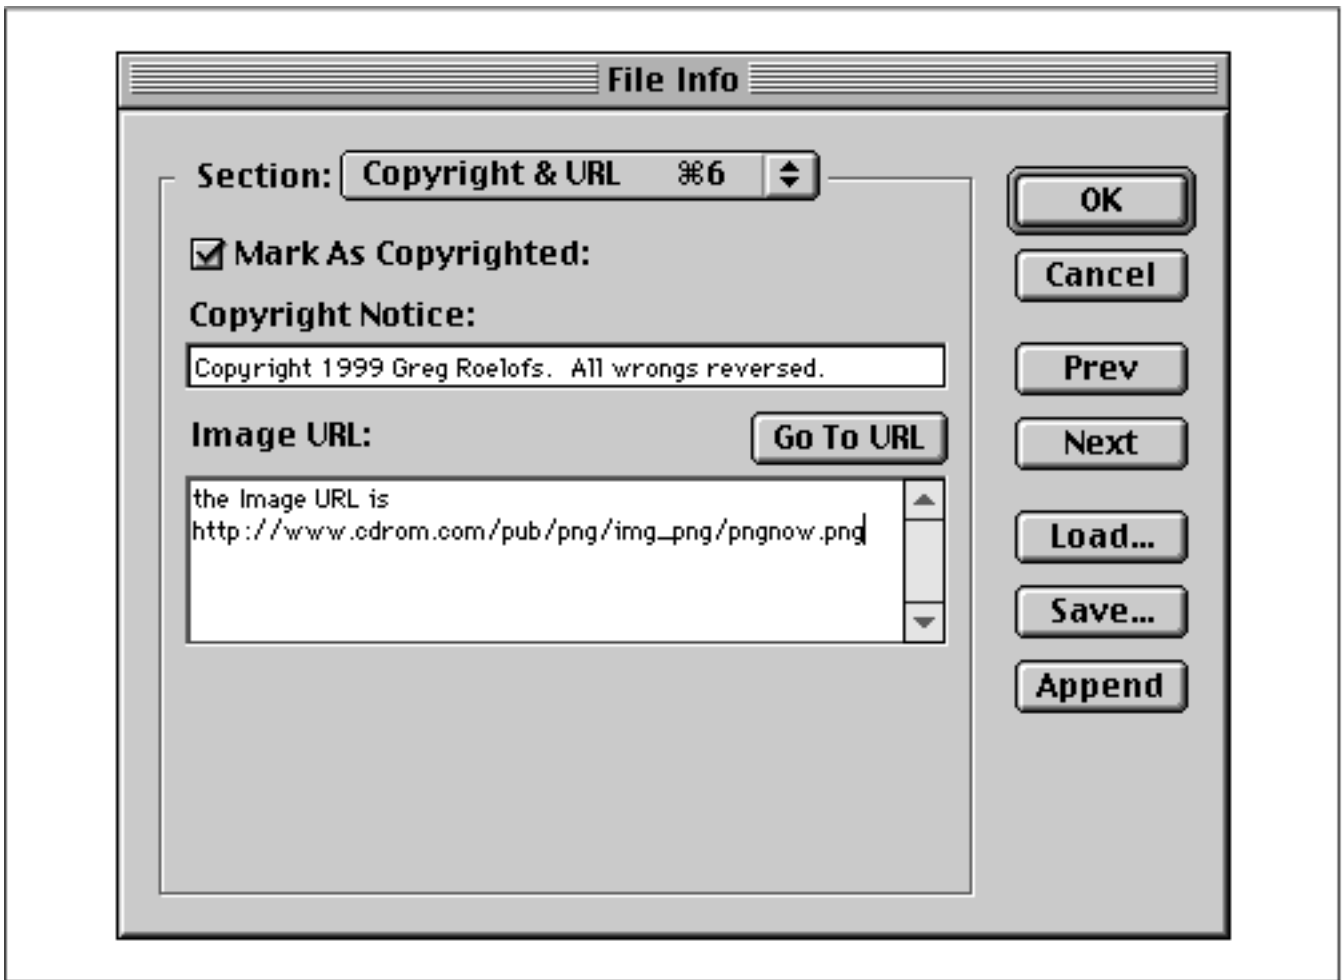 File Info
Section: Copyright & URL ⌘6
OK
Mark As Copyrighted:
Cancel
Copyright Notice:
Copyright 1999 Greg Roelofs.  All wrongs reversed.
Prev
Image URL:
Go To URL
Next
the Image URL is
http://www.cdrom.com/pub/png/img_png/pngnow.png
Load...
Save...
Append